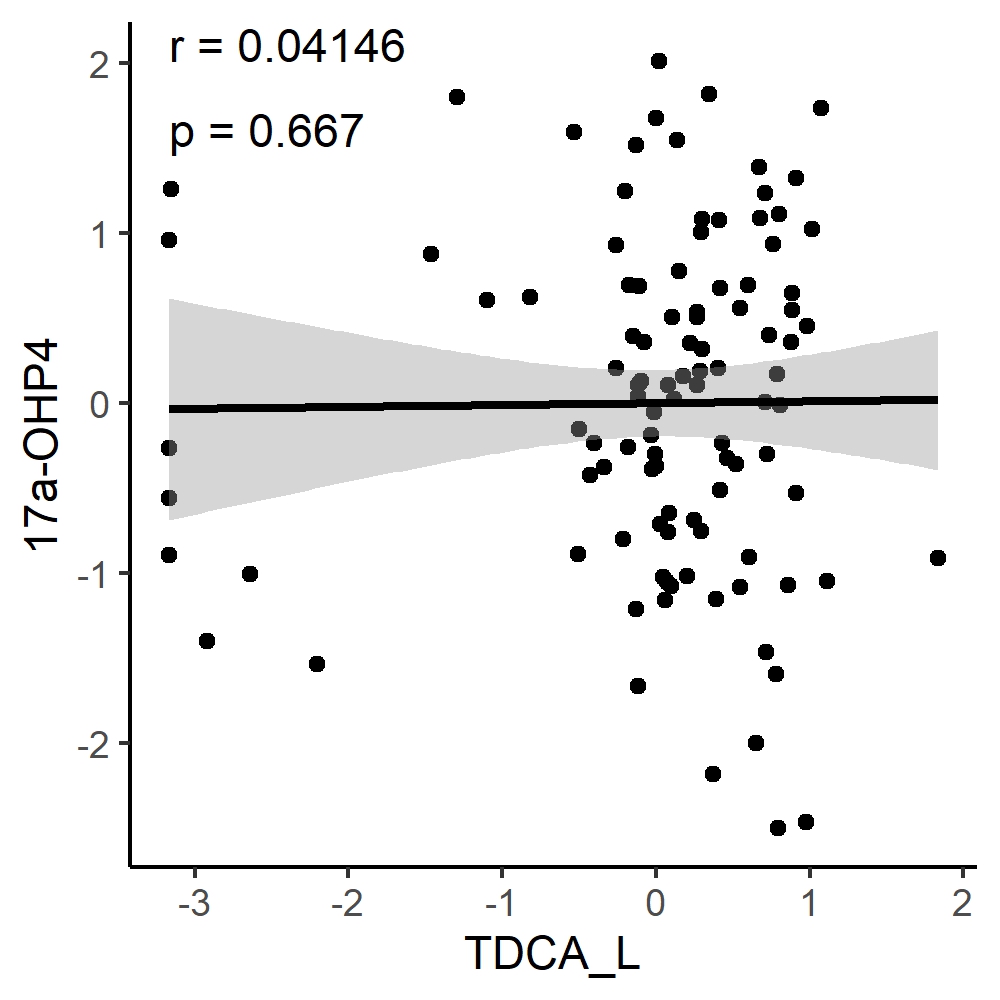 r = 0.04146
p = 0.667
17a-OHP4
2
1
0
-1
-2
-3 -2 -1 0 1 2
TDCA_L